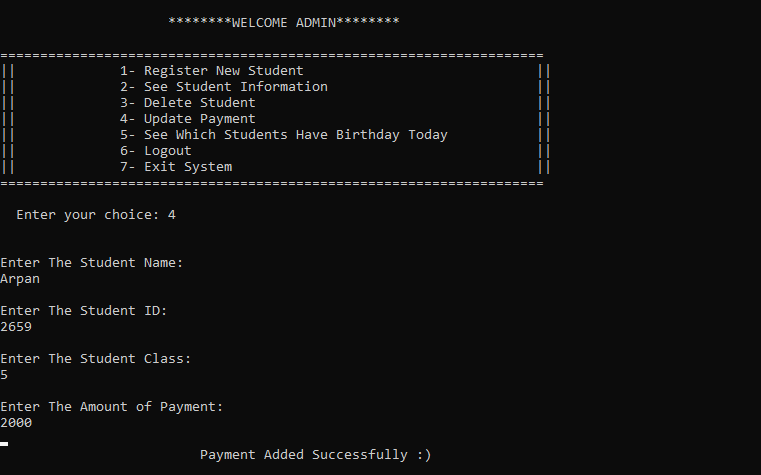 ********WELCOME ADMIN********
====================================================================
|| 1- Register New Student ||
|| 2- See Student Information ||
|| 3- Delete Student ||
|| 4- Update Payment ||
|| 5- See Which Students Have Birthday Today ||
|| 6- Logout ||
|| 7- Exit System ||
====================================================================
Enter your choice: 4
Enter The Student Name:
Arpan
Enter The Student ID:
2659
Enter The Student Class:
5
Enter The Amount of Payment:
2000
Payment Added Successfully :)